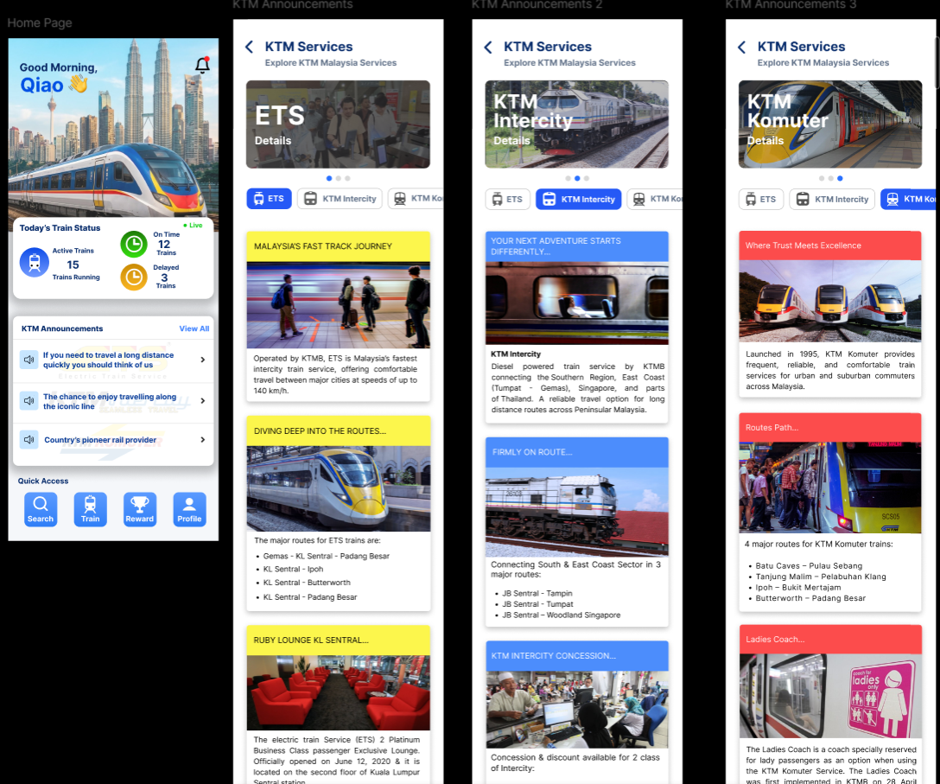 Home Page
KTM Announcements
KTM Announcements 2
KTM Announcements 3
Good Morning,
Qiao 👋
Today's Train Status
Live
Active Trains
15
Trains Running
On Time
12
Trains
Delayed
3
Trains
KTM Announcements
View All
If you need to travel a long distance
quickly you should think of us
Electric Train Service
The chance to enjoy travelling along
the iconic line
Country's pioneer rail provider
Quick Access
Search
Train
Reward
Profile
KTM Services
Explore KTM Malaysia Services
ETS
Details
ETS
KTM Intercity
KTM Ko
MALAYSIA'S FAST TRACK JOURNEY
Operated by KTMB, ETS is Malaysia's fastest
intercity train service, offering comfortable
travel between major cities at speeds of up to
140 km/h.
DIVING DEEP INTO THE ROUTES...
The major routes for ETS trains are:
• Gemas - KL Sentral - Padang Besar
• KL Sentral - Ipoh
• KL Sentral - Butterworth
• KL Sentral - Padang Besar
RUBY LOUNGE KL SENTRAL...
The electric train Service (ETS) 2 Platinum
Business Class passenger Exclusive Lounge.
Officially opened on June 12, 2020 & it is
located on the second floor of Kuala Lumpur
Sentral station
KTM Services
Explore KTM Malaysia Services
KTM
Intercity
Details
ETS
KTM Intercity
KTM Ko
YOUR NEXT ADVENTURE STARTS
DIFFERENTLY...
KTM Intercity
Diesel powered train service by KTMB
connecting the Southern Region, East Coast
(Tumpat - Gemas), Singapore, and parts
of Thailand. A reliable travel option for long
distance routes across Peninsular Malaysia.
FIRMLY ON ROUTE...
Connecting South & East Coast Sector in 3
major routes:
• JB Sentral - Tampin
• JB Sentral - Tumpat
• JB Sentral – Woodland Singapore
KTM INTERCITY CONCESSION...
Concession & discount available for 2 class
of Intercity:
KTM Services
Explore KTM Malaysia Services
KTM
Komuter
Details
ETS
KTM Intercity
KTM Ko
Where Trust Meets Excellence
Launched in 1995, KTM Komuter provides
frequent, reliable, and comfortable train
services for urban and suburban commuters
across Malaysia.
Routes Path...
SC505
4 major routes for KTM Komuter trains:
• Batu Caves – Pulau Sebang
• Tanjung Malim – Pelabuhan Klang
• Ipoh – Bukit Mertajam
• Butterworth – Padang Besar
Ladies Coach...
coach for
ladies
only
The Ladies Coach is a coach specially reserved
for lady passengers as an option when using
the KTM Komuter Service. The Ladies Coach
was first implemented in KTMB on 28 April